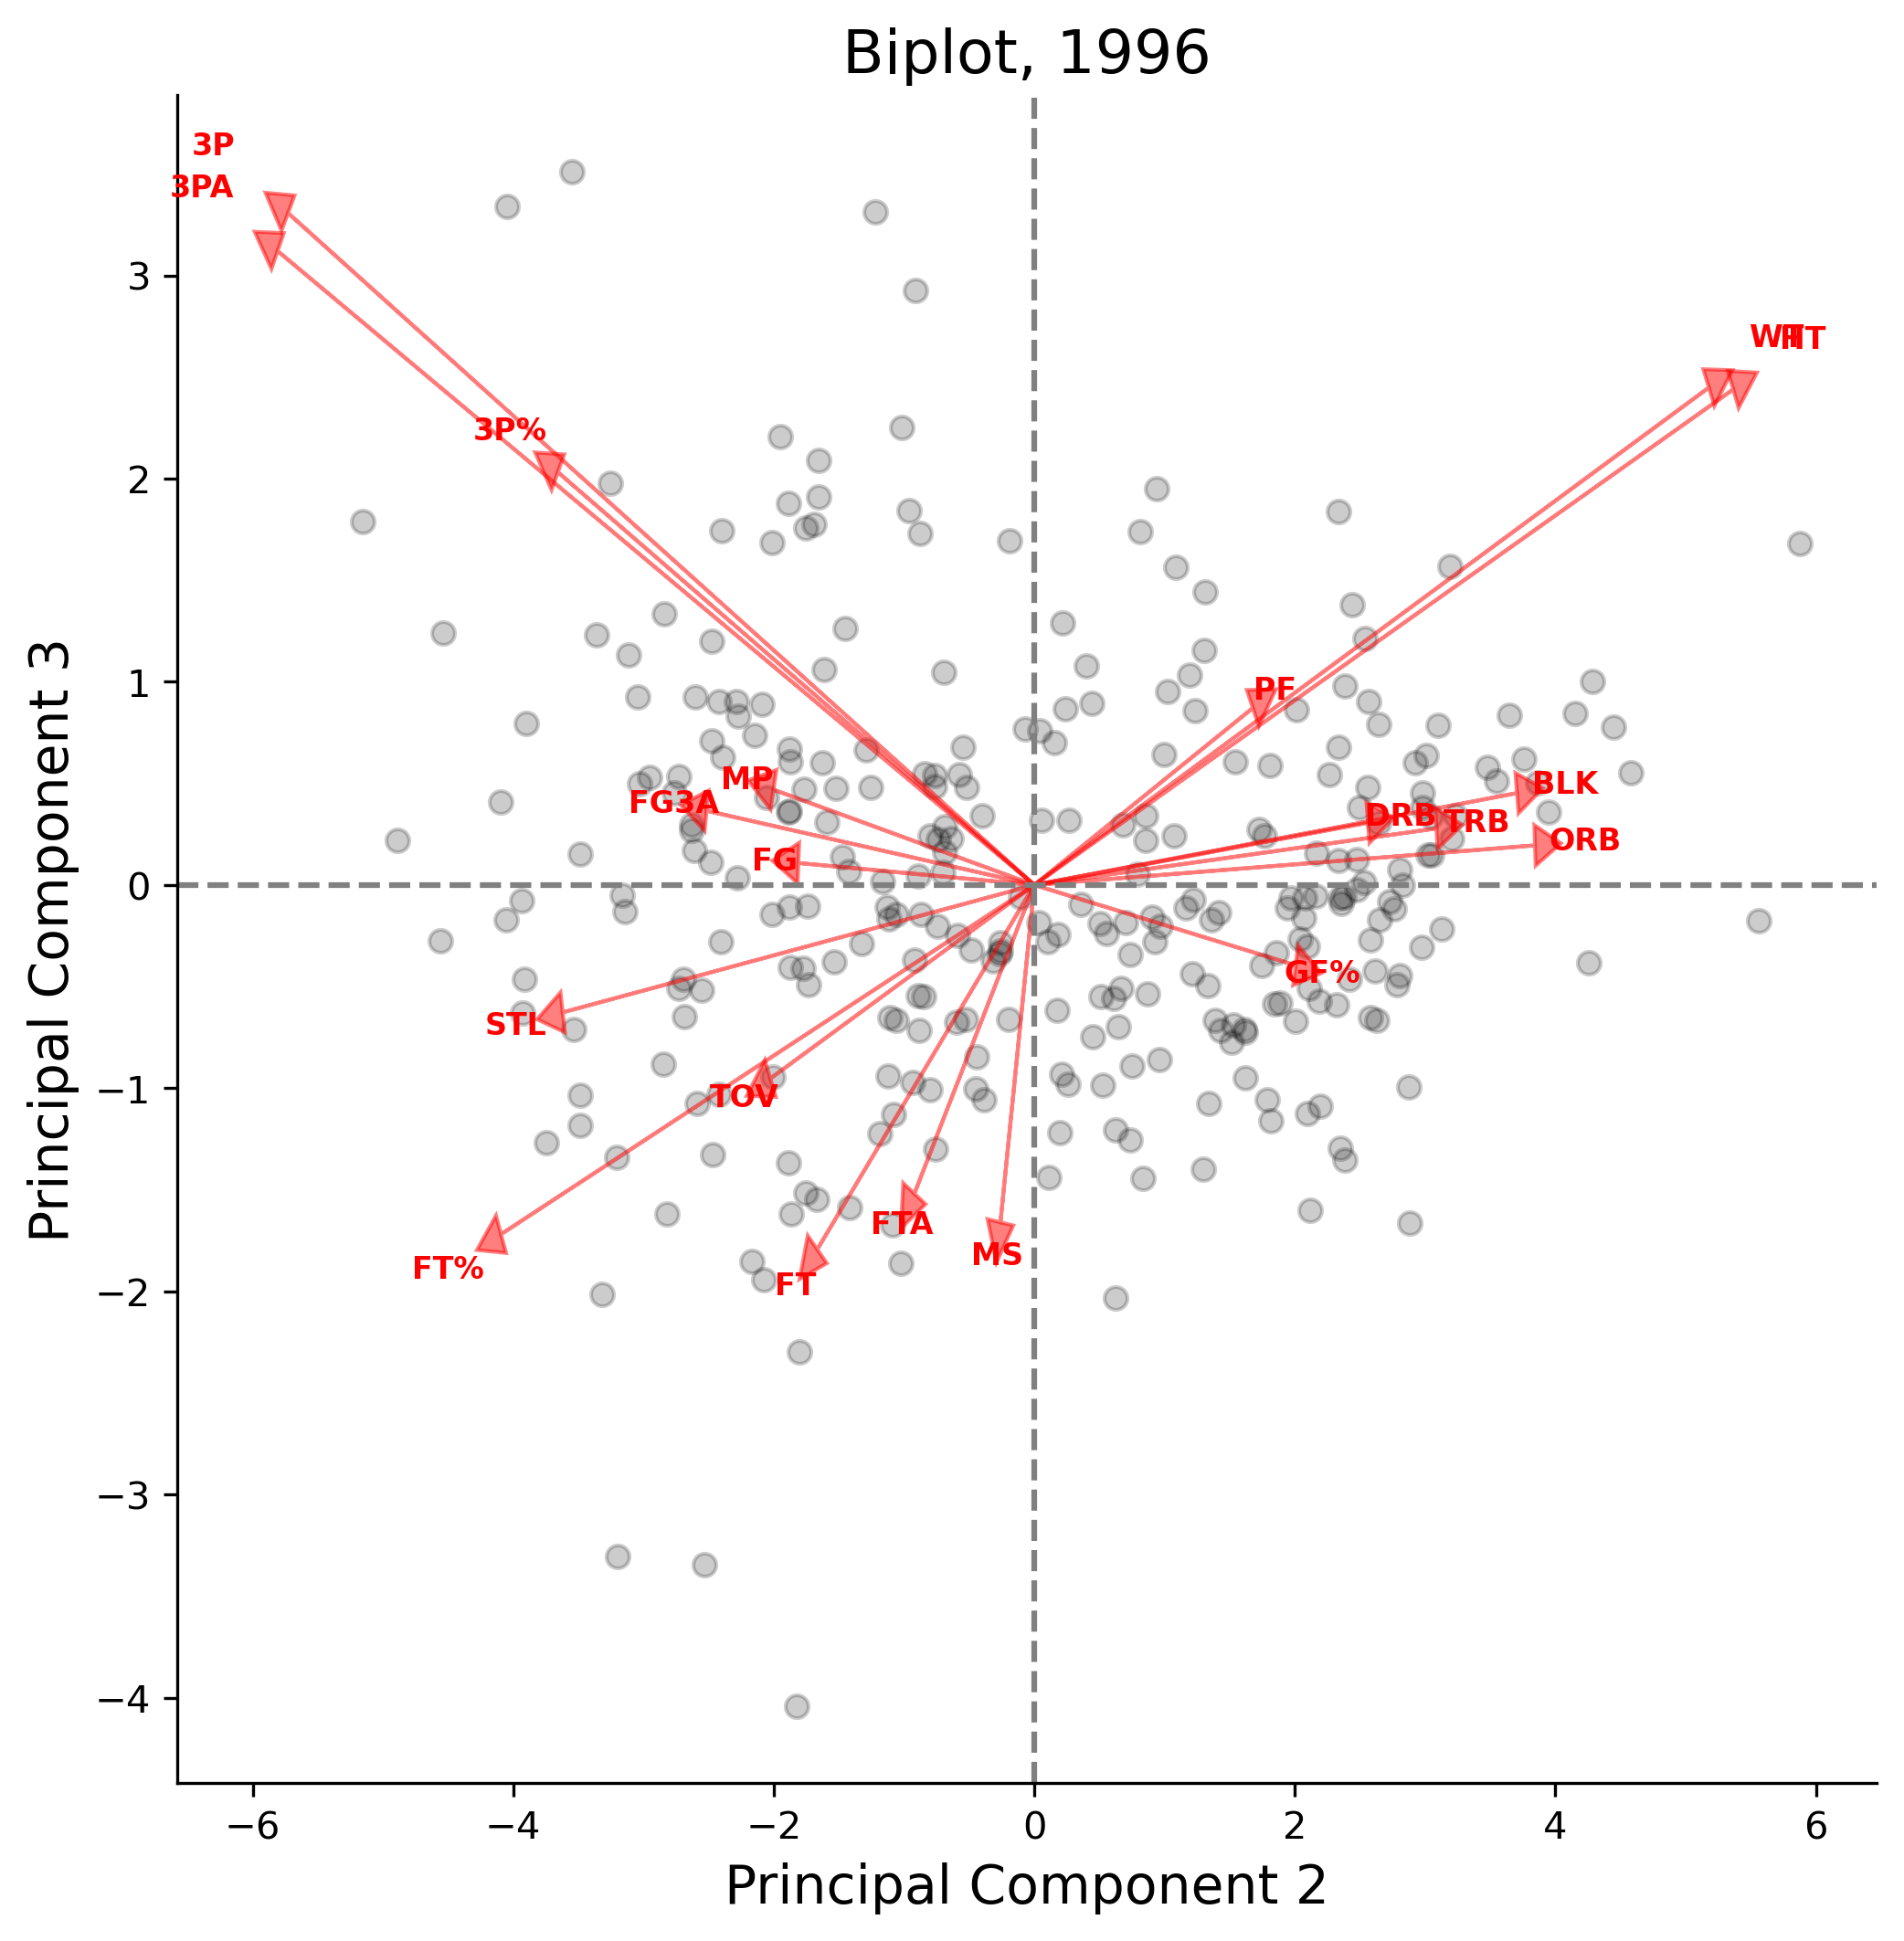 Biplot, 1996
3P
3PA
WT
HT
3P%
PF
MP
FG3A
BLK
DRB
TRB
ORB
FG
GF%
STL
TOV
FT%
FTA
MS
FT
3
2
1
0
−1
−2
−3
−4
−6
−4
−2
0
2
4
6
Principal Component 3
Principal Component 2